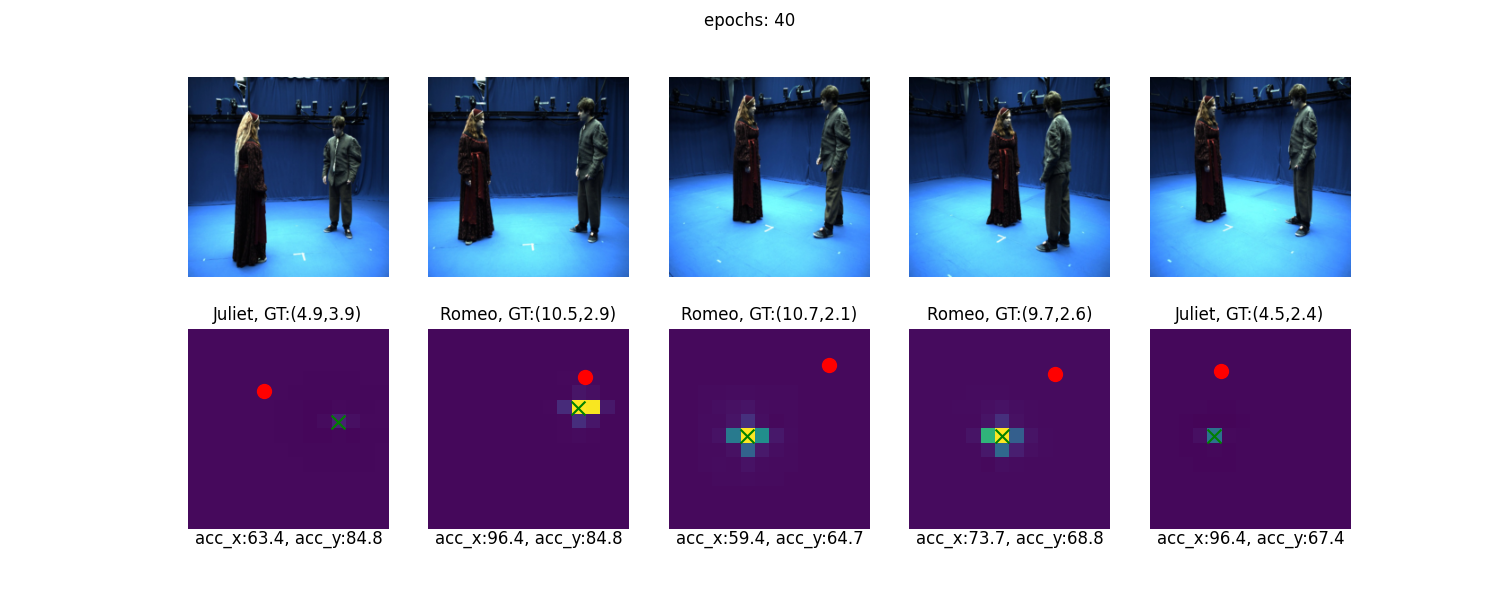 epochs: 40
Juliet, GT:(4.9,3.9)
Romeo, GT:(10.5,2.9)
Romeo, GT:(10.7,2.1)
Romeo, GT:(9.7,2.6)
Juliet, GT:(4.5,2.4)
acc_x:63.4, acc_y:84.8
acc_x:96.4, acc_y:84.8
acc_x:59.4, acc_y:64.7
acc_x:73.7, acc_y:68.8
acc_x:96.4, acc_y:67.4